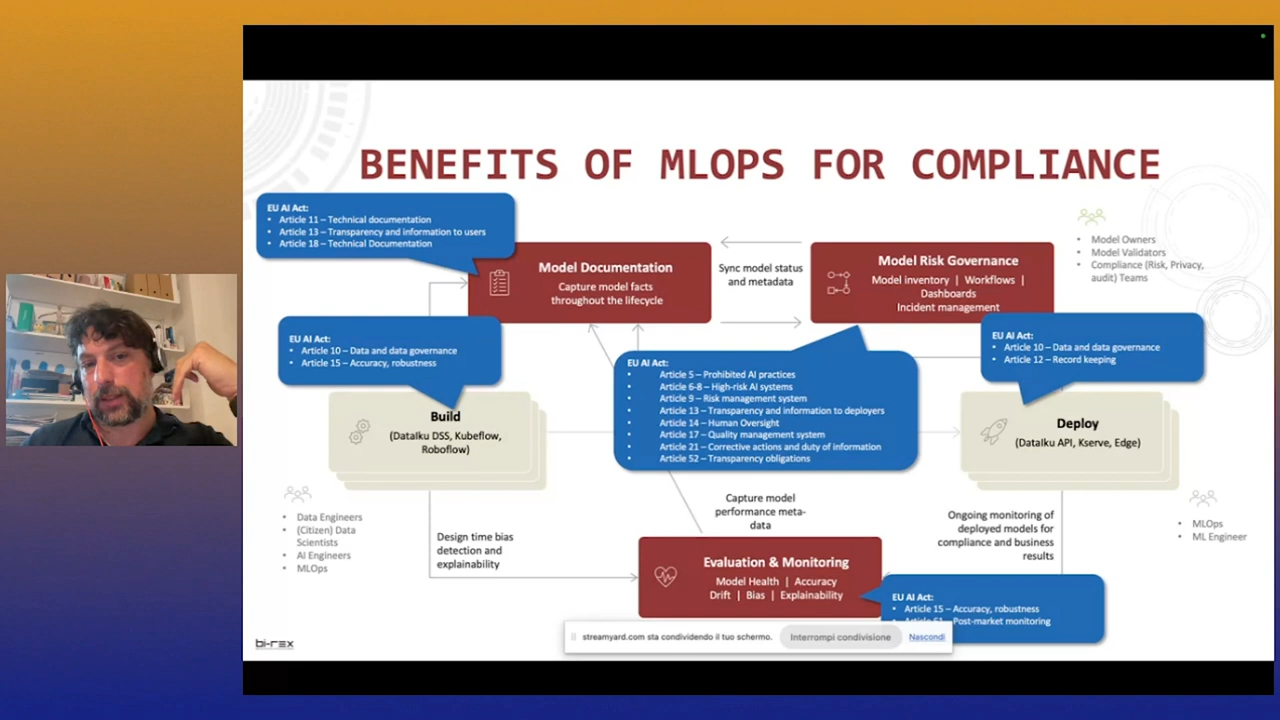 BENEFITS OF MLOPS FOR COMPLIANCE
EU AI Act:
• Article 11 – Technical documentation
• Article 13 – Transparency and information to users
• Article 18 – Technical Documentation
Model Documentation
Capture model facts
throughout the lifecycle
Sync model status
and metadata
Model Risk Governance
Model inventory | Workflows |
Dashboards
Incident management
• Model Owners
• Model Validators
• Compliance (Risk, Privacy,
audit) Teams
EU AI Act:
• Article 10 – Data and data governance
• Article 15 – Accuracy, robustness
EU AI Act:
• Article 5 – Prohibited AI practices
• Article 6-8 – High-risk AI systems
• Article 9 – Risk management system
• Article 13 – Transparency and information to deployers
• Article 14 – Human Oversight
• Article 17 – Quality management system
• Article 21 – Corrective actions and duty of information
• Article 52 – Transparency obligations
EU AI Act:
• Article 10 – Data and data governance
• Article 12 – Record keeping
Build
(DataIku DSS, Kubeflow,
Roboflow)
Deploy
(DataIku API, Kserve, Edge)
• Data Engineers
• (Citizen) Data
Scientists
• AI Engineers
• MLOps
Design time bias
detection and
explainability
Capture model
performance meta-
data
Ongoing monitoring of
deployed models for
compliance and business
results
• MLOps
• ML Engineer
Evaluation & Monitoring
Model Health | Accuracy
Drift | Bias | Explainability
EU AI Act:
• Article 15 – Accuracy, robustness
• Article 61 – Post-market monitoring
streamyard.com sta condividendo il tuo schermo.
Interrompi condivisione
Nascondi
bi-rex